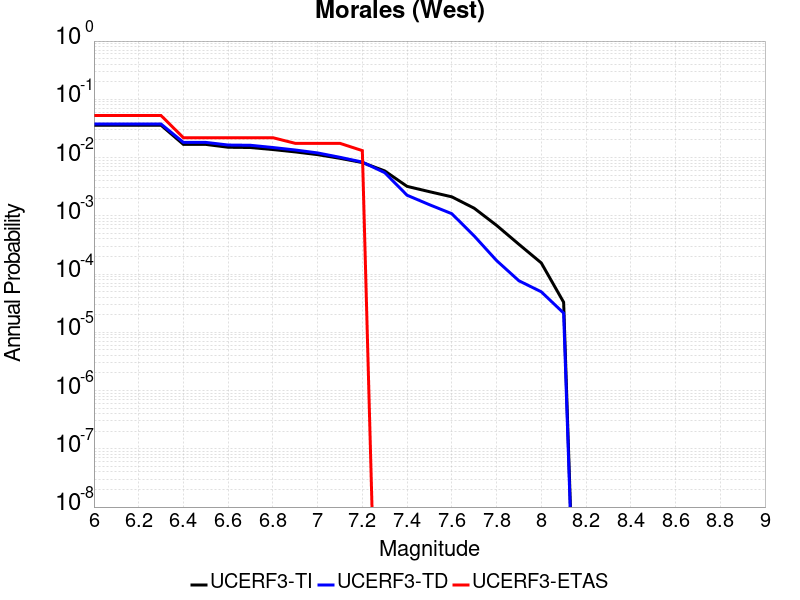 Morales (West)
10^0
10^-1
10^-2
10^-3
10^-4
10^-5
10^-6
10^-7
10^-8
Annual Probability
6 6.2 6.4 6.6 6.8 7 7.2 7.4 7.6 7.8 8 8.2 8.4 8.6 8.8 9
Magnitude
UCERF3-TI UCERF3-TD UCERF3-ETAS